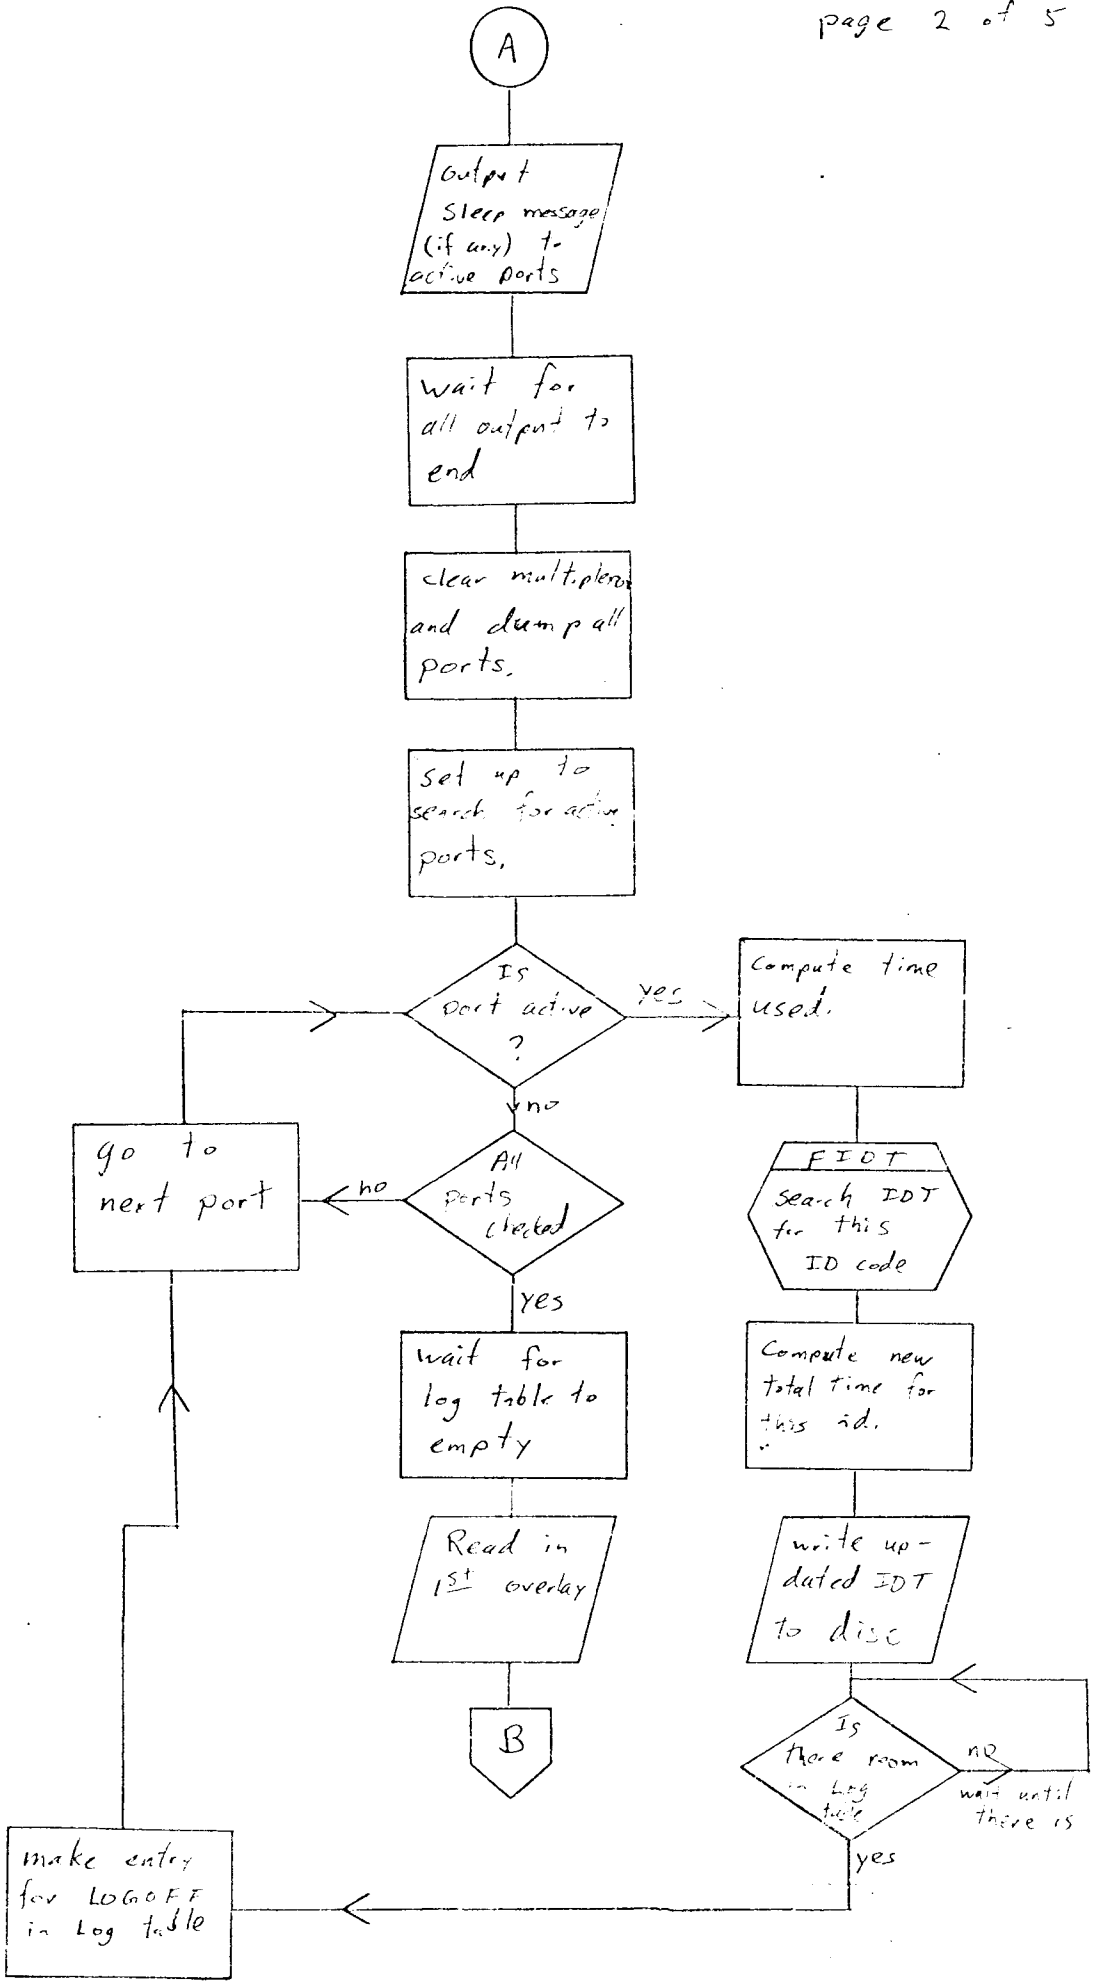 page 2 of 5
A
output
sleep message
(if any) to
active ports
wait for
all output to
end
clear multiplexor
and dump all
ports.
set up to
search for active
ports.
Is
port active
?
yes
no
Compute time
used.
go to
next port
no
All
ports
checked
yes
FIDT
search IDT
for this
ID code
wait for
log table to
empty
Compute new
total time for
this id.
Read in
1st overlay
write up-
dated IDT
to disc
B
Is
there room
in Log
table
no
wait until
there is
yes
make entry
for LOGOFF
in Log table